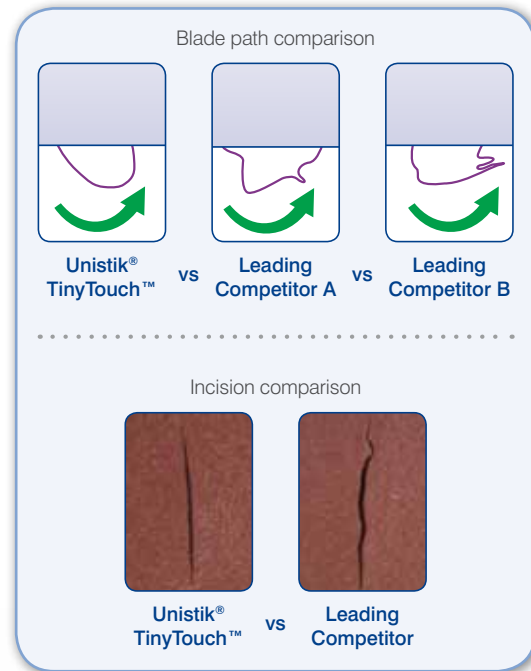 Blade path comparison
Unistik® TinyTouch™ vs Leading Competitor A vs Leading Competitor B
Incision comparison
Unistik® TinyTouch™ vs Leading Competitor